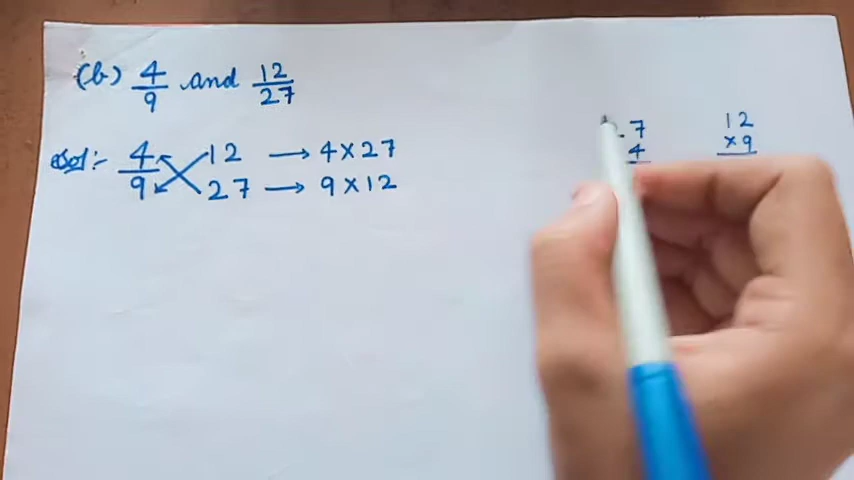 (b) 4/9 and 12/27
Sol:- 4/9 12 → 4×27
27 → 9×12
7
4
12
×9